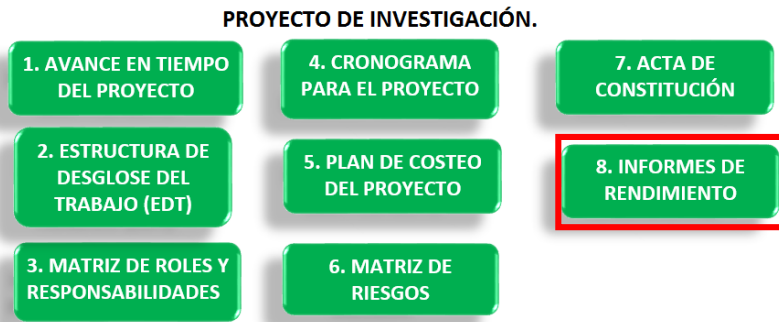 PROYECTO DE INVESTIGACIÓN.
1. AVANCE EN TIEMPO
DEL PROYECTO
2. ESTRUCTURA DE
DESGLOSE DEL
TRABAJO (EDT)
3. MATRIZ DE ROLES Y
RESPONSABILIDADES
4. CRONOGRAMA
PARA EL PROYECTO
5. PLAN DE COSTEO
DEL PROYECTO
6. MATRIZ DE
RIESGOS
7. ACTA DE
CONSTITUCIÓN
8. INFORMES DE
RENDIMIENTO